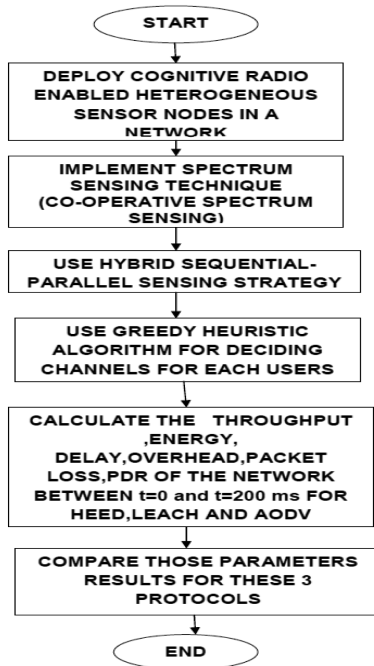 START
DEPLOY COGNITIVE RADIO
ENABLED HETEROGENEOUS
SENSOR NODES IN A
NETWORK
IMPLEMENT SPECTRUM
SENSING TECHNIQUE
(CO-OPERATIVE SPECTRUM
SENSING)
USE HYBRID SEQUENTIAL-
PARALLEL SENSING STRATEGY
USE GREEDY HEURISTIC
ALGORITHM FOR DECIDING
CHANNELS FOR EACH USERS
CALCULATE THE THROUGHPUT
,ENERGY,
DELAY,OVERHEAD,PACKET
LOSS,PDR OF THE NETWORK
BETWEEN t=0 and t=200 ms FOR
HEED,LEACH AND AODV
COMPARE THOSE PARAMETERS
RESULTS FOR THESE 3
PROTOCOLS
END